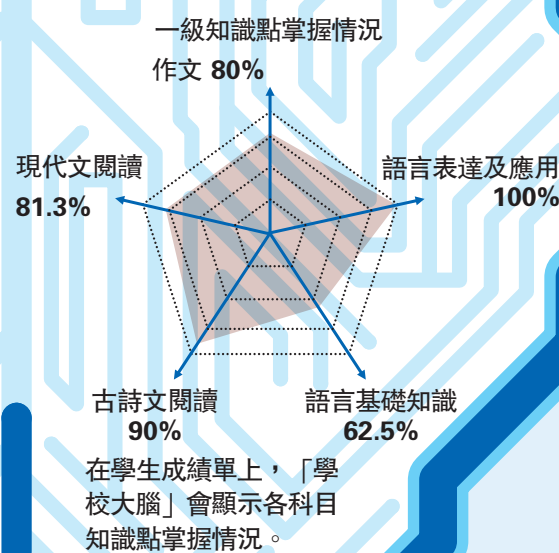 一級知識點掌握情況
作文 80%
現代文閱讀
81.3%
語言表達及應用
100%
古詩文閱讀
90%
語言基礎知識
62.5%
在學生成績單上，「學
校大腦」會顯示各科目
知識點掌握情況。